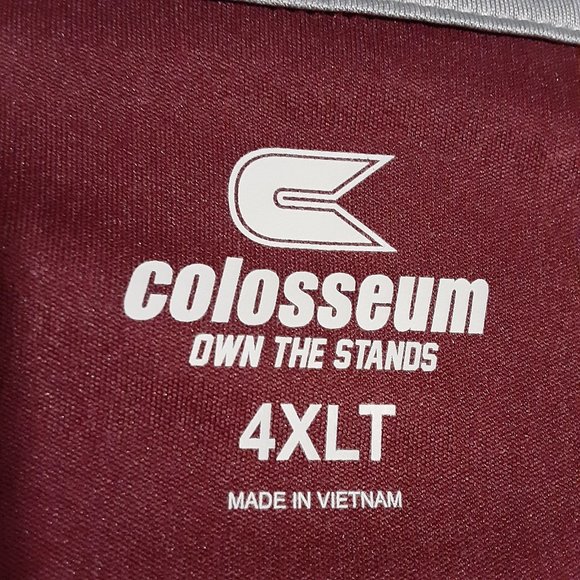 colosseum
OWN THE STANDS
4XLT
MADE IN VIETNAM